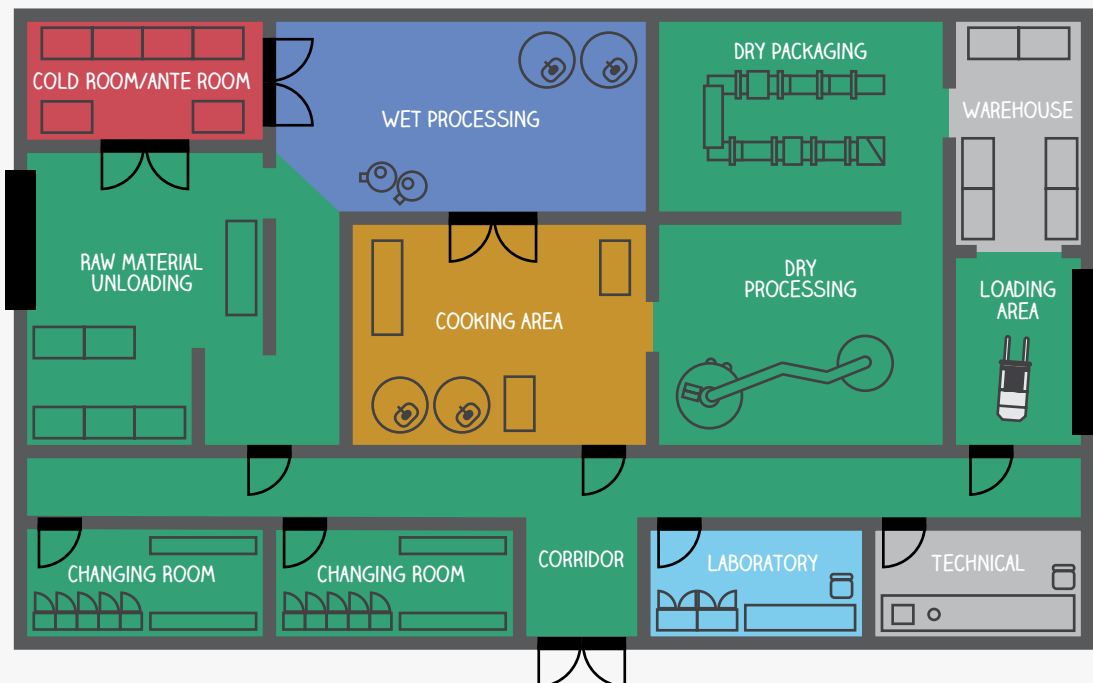 COLD ROOM/ANTE ROOM
WET PROCESSING
DRY PACKAGING
WAREHOUSE
RAW MATERIAL
UNLOADING
COOKING AREA
DRY
PROCESSING
LOADING
AREA
CHANGING ROOM
CHANGING ROOM
CORRIDOR
LABORATORY
TECHNICAL